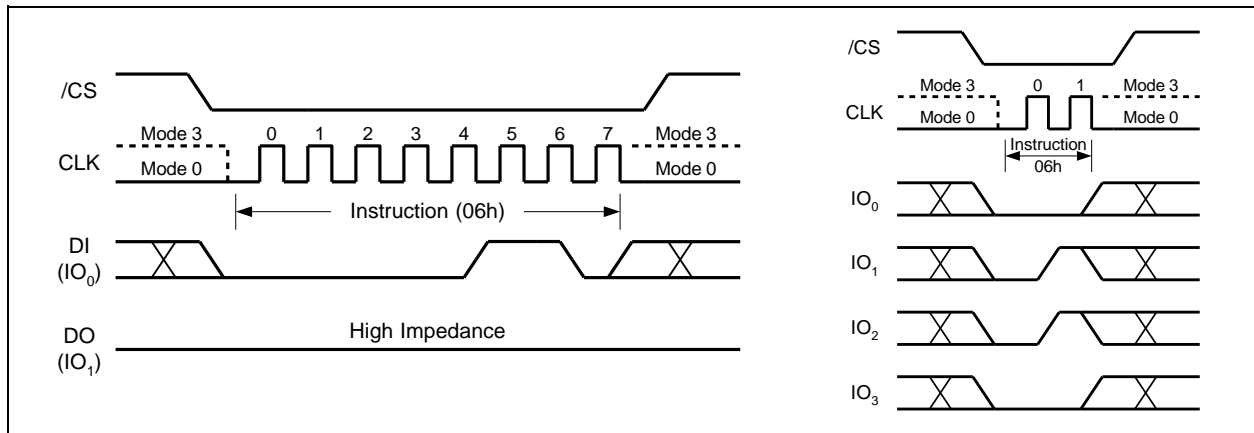 /CS
Mode 3 0 1 2 3 4 5 6 7 Mode 3
CLK Mode 0 Mode 0
Instruction (06h)
DI
(IO0)
DO High Impedance
(IO1)
/CS
Mode 3 0 1 Mode 3
CLK Mode 0 Mode 0
Instruction
06h
IO0
IO1
IO2
IO3